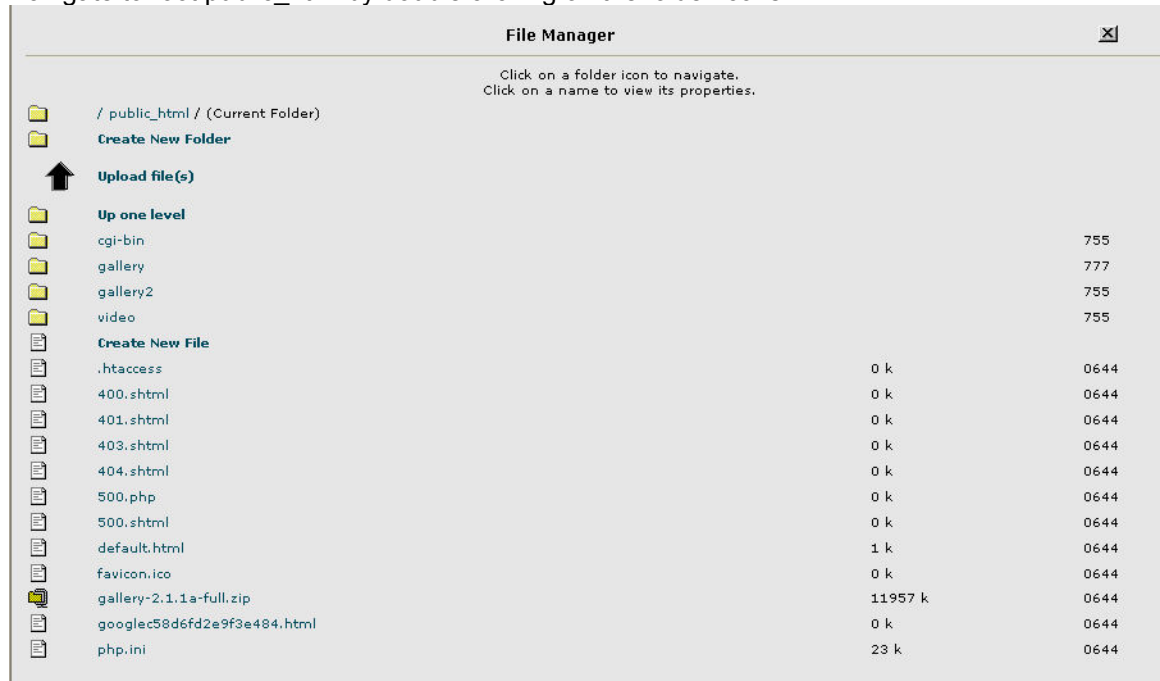 File Manager
Click on a folder icon to navigate.
Click on a name to view its properties.
/ public_html / (Current Folder)
Create New Folder
Upload file(s)
Up one level
cgi-bin 755
gallery 777
gallery2 755
video 755
Create New File
.htaccess 0 k 0644
400.shtml 0 k 0644
401.shtml 0 k 0644
403.shtml 0 k 0644
404.shtml 0 k 0644
500.php 0 k 0644
500.shtml 0 k 0644
default.html 1 k 0644
favicon.ico 0 k 0644
gallery-2.1.1a-full.zip 11957 k 0644
googlec58d6fd2e9f3e484.html 0 k 0644
php.ini 23 k 0644